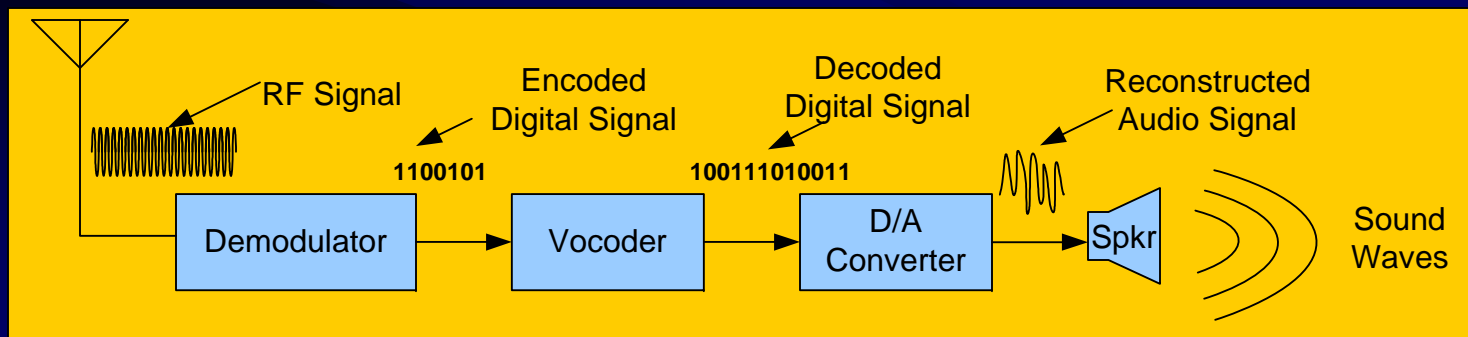 RF Signal
Encoded
Digital Signal
Decoded
Digital Signal
Reconstructed
Audio Signal
1100101
100111010011
Demodulator
Vocoder
D/A
Converter
Spkr
Sound
Waves